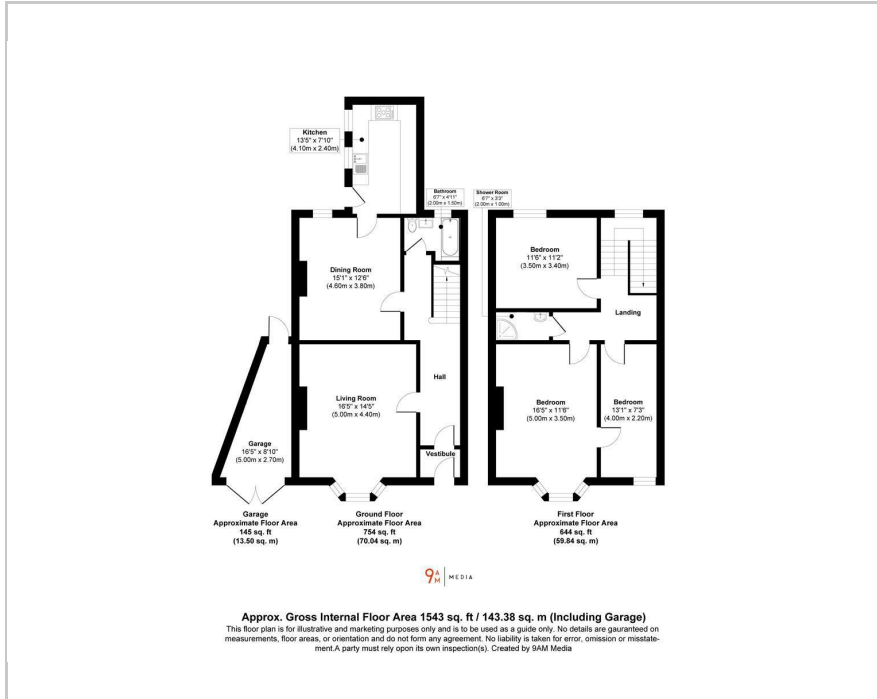 Kitchen
13'5" x 7'10"
(4.10m x 2.40m)
Bathroom
6'7" x 4'11"
(2.00m x 1.50m)
Shower Room
6'7" x 3'3"
(2.00m x 1.00m)
Dining Room
15'1" x 12'6"
(4.60m x 3.80m)
Bedroom
11'6" x 11'2"
(3.50m x 3.40m)
Landing
Hall
Living Room
16'5" x 14'5"
(5.00m x 4.40m)
Bedroom
16'5" x 11'6"
(5.00m x 3.50m)
Bedroom
13'1" x 7'3"
(4.00m x 2.20m)
Garage
16'5" x 8'10"
(5.00m x 2.70m)
Vestibule
Garage
Approximate Floor Area
145 sq. ft
(13.50 sq. m)
Ground Floor
Approximate Floor Area
754 sq. ft
(70.04 sq. m)
First Floor
Approximate Floor Area
644 sq. ft
(59.84 sq. m)
9AM MEDIA
Approx. Gross Internal Floor Area 1543 sq. ft / 143.38 sq. m (Including Garage)
This floor plan is for illustrative and marketing purposes only and is to be used as a guide only. No details are gauranteed on
measurements, floor areas, or orientation and do not form any agreement. No liability is taken for error, omission or misstate-
ment.A party must rely upon its own inspection(s). Created by 9AM Media